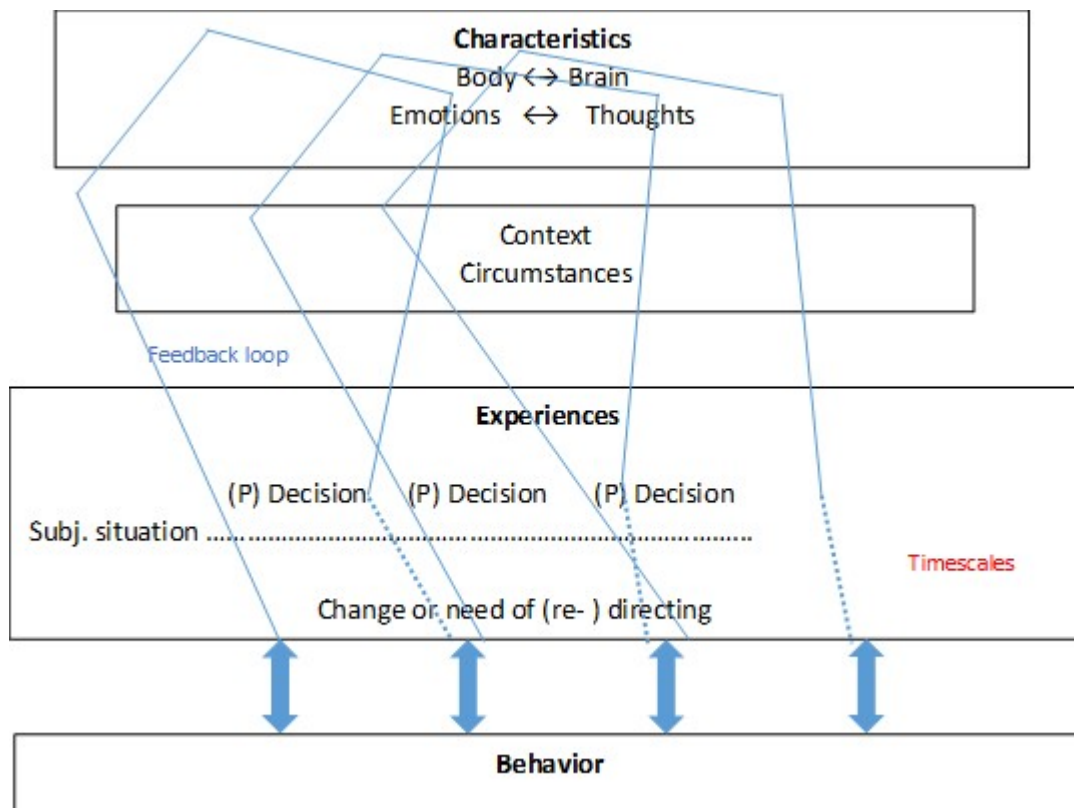 Characteristics
Body ↔ Brain
Emotions ↔ Thoughts
Context
Circumstances
Feedback loop
Experiences
(P) Decision (P) Decision (P) Decision
Subj. situation ..................................................................................
Timescales
Change or need of (re- ) directing
Behavior